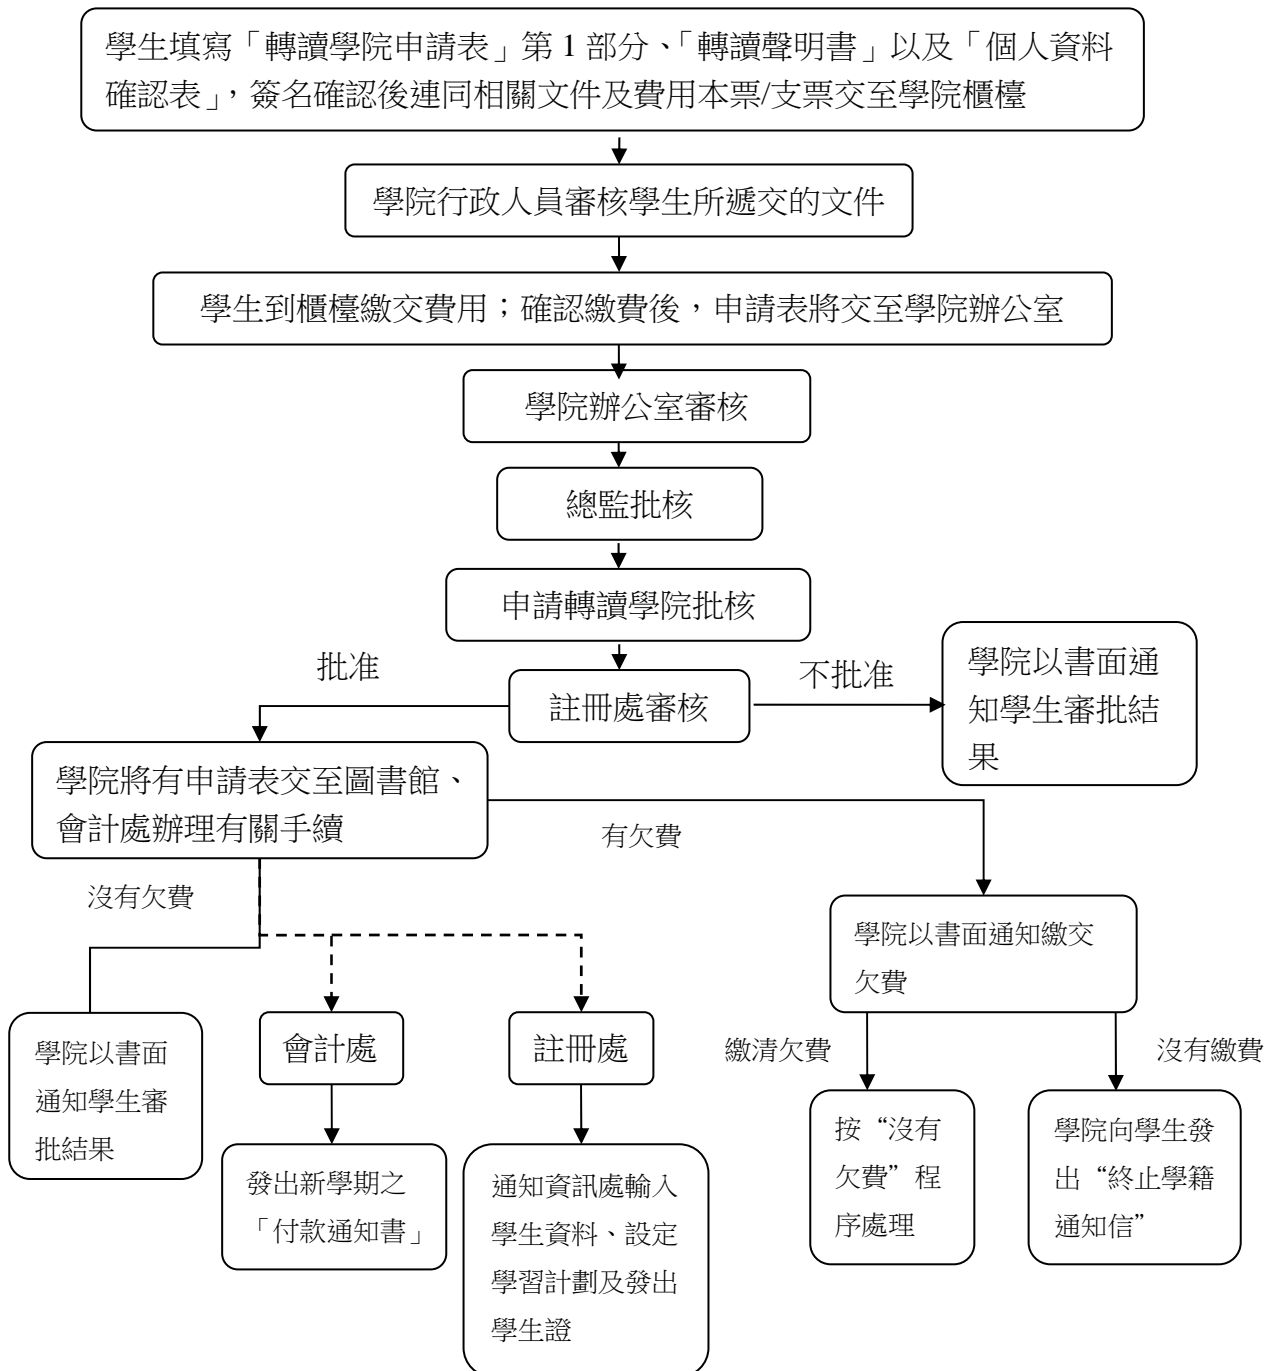 學生填寫「轉讀學院申請表」第 1 部分、「轉讀聲明書」以及「個人資料
確認表」，簽名確認後連同相關文件及費用本票/支票交至學院櫃檯
學院行政人員審核學生所遞交的文件
學生到櫃檯繳交費用；確認繳費後，申請表將交至學院辦公室
學院辦公室審核
總監批核
申請轉讀學院批核
批准
註冊處審核
不批准
學院以書面通
知學生審批結
果
學院將有申請表交至圖書館、
會計處辦理有關手續
有欠費
沒有欠費
學院以書面通知繳交
欠費
學院以書面
通知學生審
批結果
會計處
註冊處
繳清欠費
沒有繳費
發出新學期之
「付款通知書」
通知資訊處輸入
學生資料、設定
學習計劃及發出
學生證
按“沒有
欠費”程
序處理
學院向學生發
出“終止學籍
通知信”